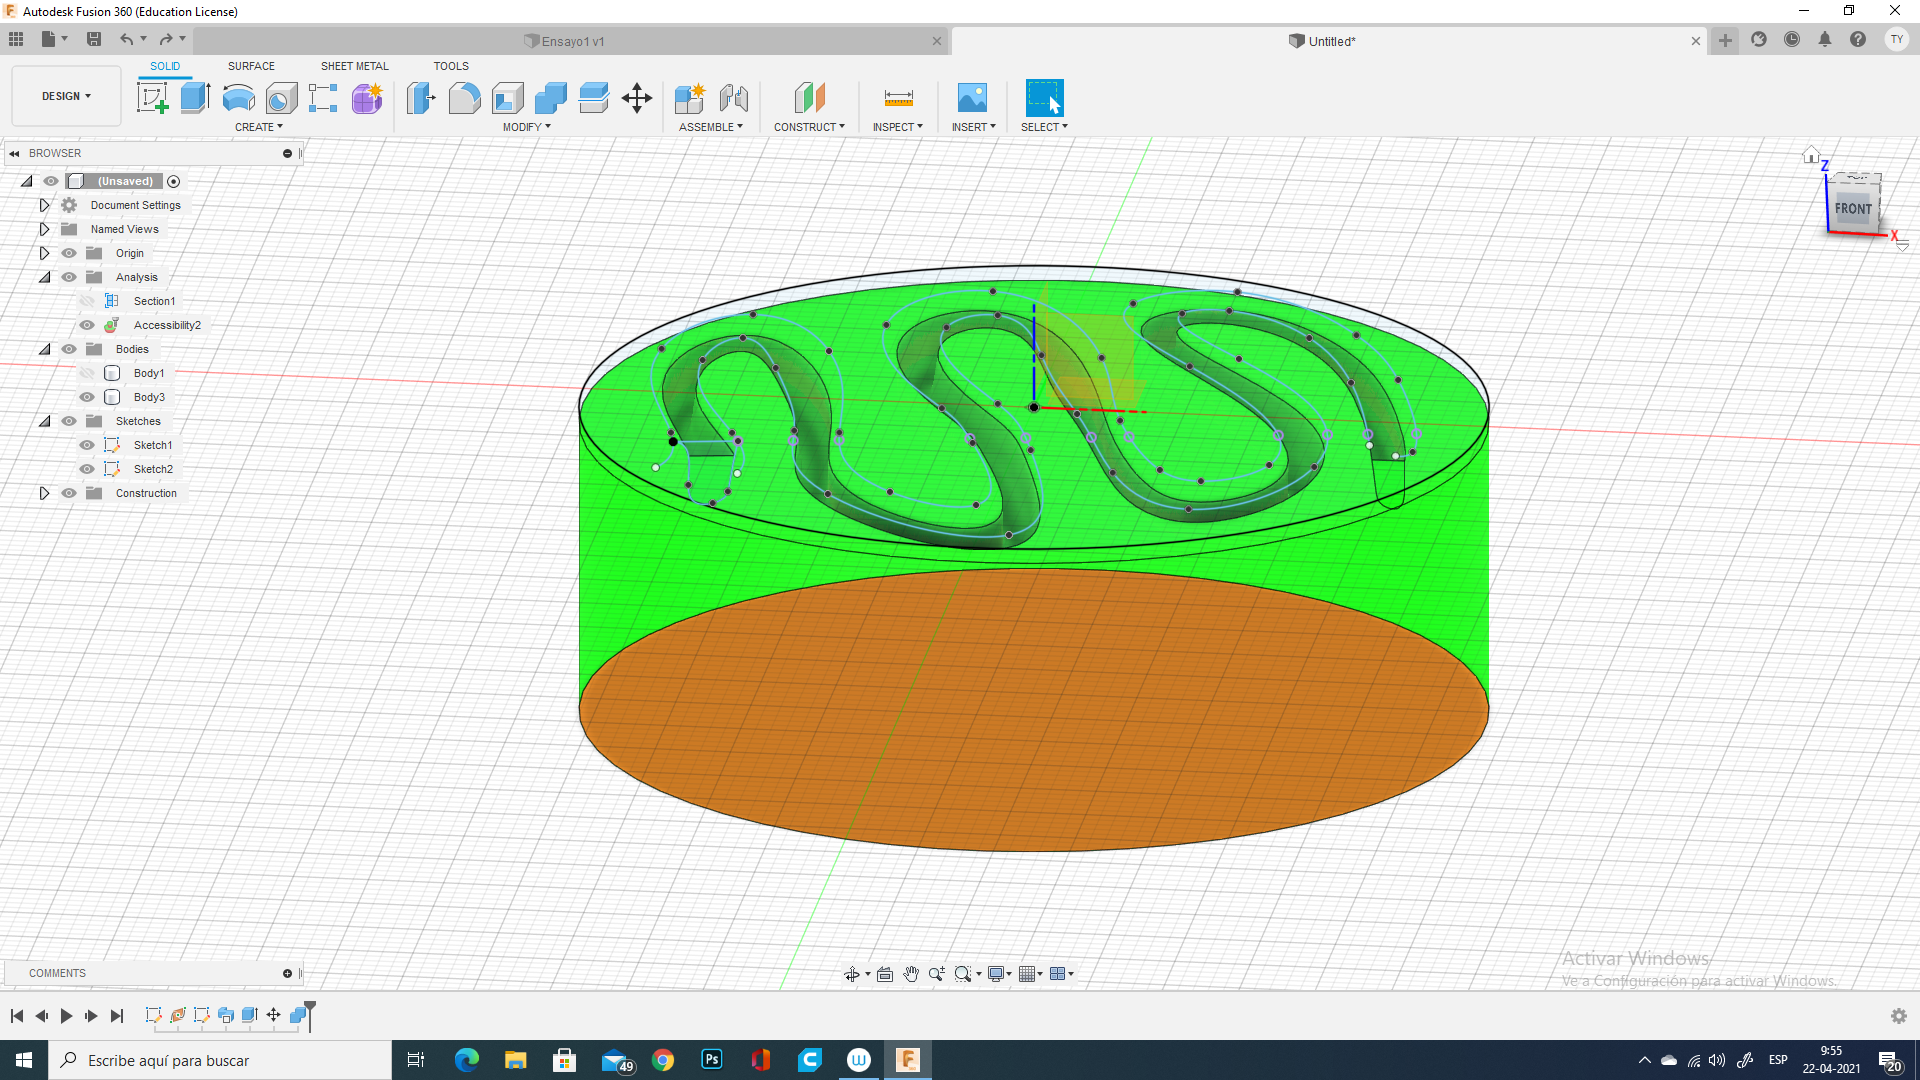 Autodesk Fusion 360 (Education License)
Ensayo1 v1
Untitled*
TY
DESIGN
SOLID
SURFACE
SHEET METAL
TOOLS
CREATE
MODIFY
ASSEMBLE
CONSTRUCT
INSPECT
INSERT
SELECT
BROWSER
(Unsaved)
Document Settings
Named Views
Origin
Analysis
Section1
Accessibility2
Bodies
Body1
Body3
Sketches
Sketch1
Sketch2
Construction
Z
TOP
FRONT
X
COMMENTS
Activar Windows
Ve a Configuración para activar Windows.
Escribe aquí para buscar
49
Ps
ESP
9:55
22-04-2021
20